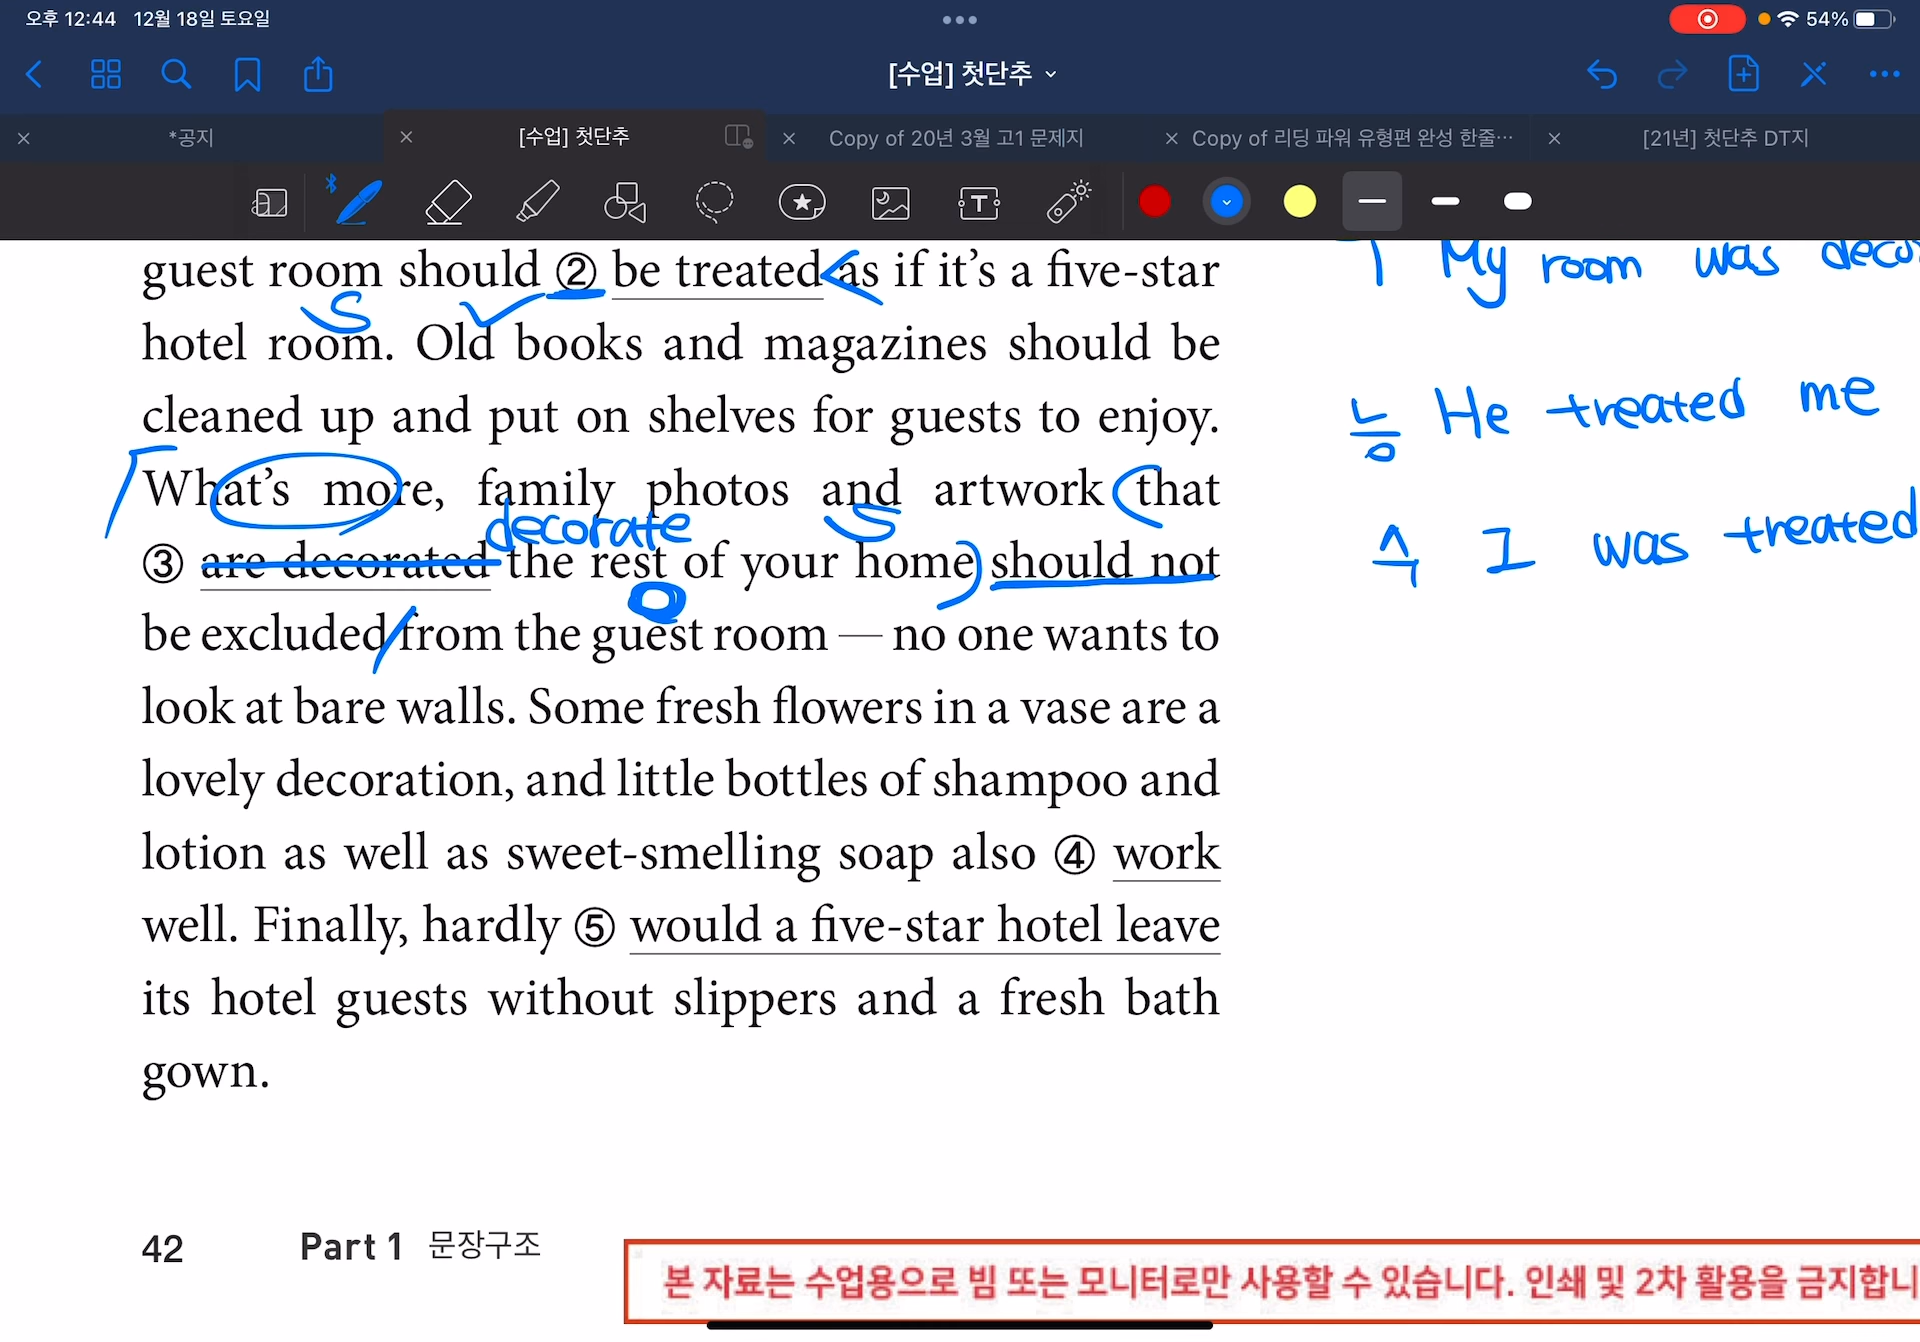 오후 12:44 12월 18일 토요일
54%
[수업] 첫단추
*공지
[수업] 첫단추
Copy of 20년 3월 고1 문제지
Copy of 리딩 파워 유형편 완성 한줄…
[21년] 첫단추 DT지
guest room should ② be treated as if it’s a five-star
S
hotel room. Old books and magazines should be
cleaned up and put on shelves for guests to enjoy.
What’s more, family photos and artwork that
decorate S
③ are decorated the rest of your home should not
O
be excluded from the guest room — no one wants to
look at bare walls. Some fresh flowers in a vase are a
lovely decoration, and little bottles of shampoo and
lotion as well as sweet-smelling soap also ④ work
well. Finally, hardly ⑤ would a five-star hotel leave
its hotel guests without slippers and a fresh bath
gown.
My room was deco
능 He treated me
수 I was treated
42 Part 1 문장구조
본 자료는 수업용으로 빔 또는 모니터로만 사용할 수 있습니다. 인쇄 및 2차 활용을 금지합니